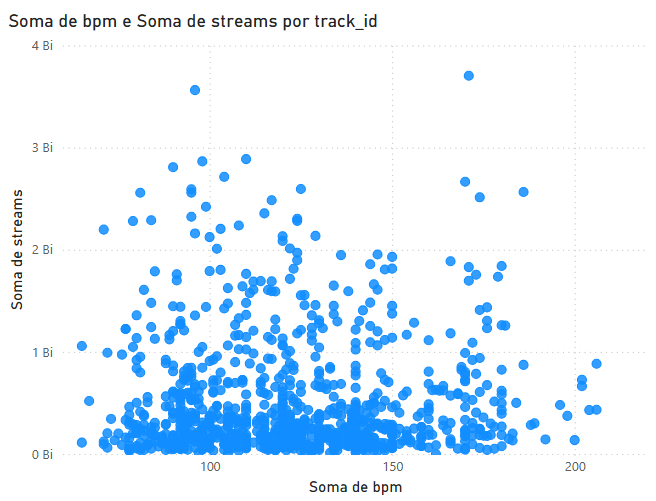 Soma de bpm e Soma de streams por track_id
4 Bi
3 Bi
2 Bi
1 Bi
0 Bi
Soma de streams
100
150
200
Soma de bpm